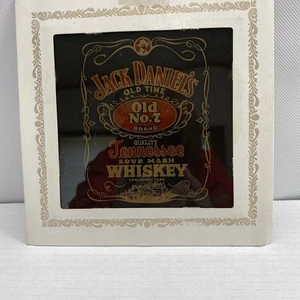 JACK DANIEL'S
OLD TIME
Old
No.7
BRAND
QUALITY
Tennessee
SOUR MASH
WHISKEY